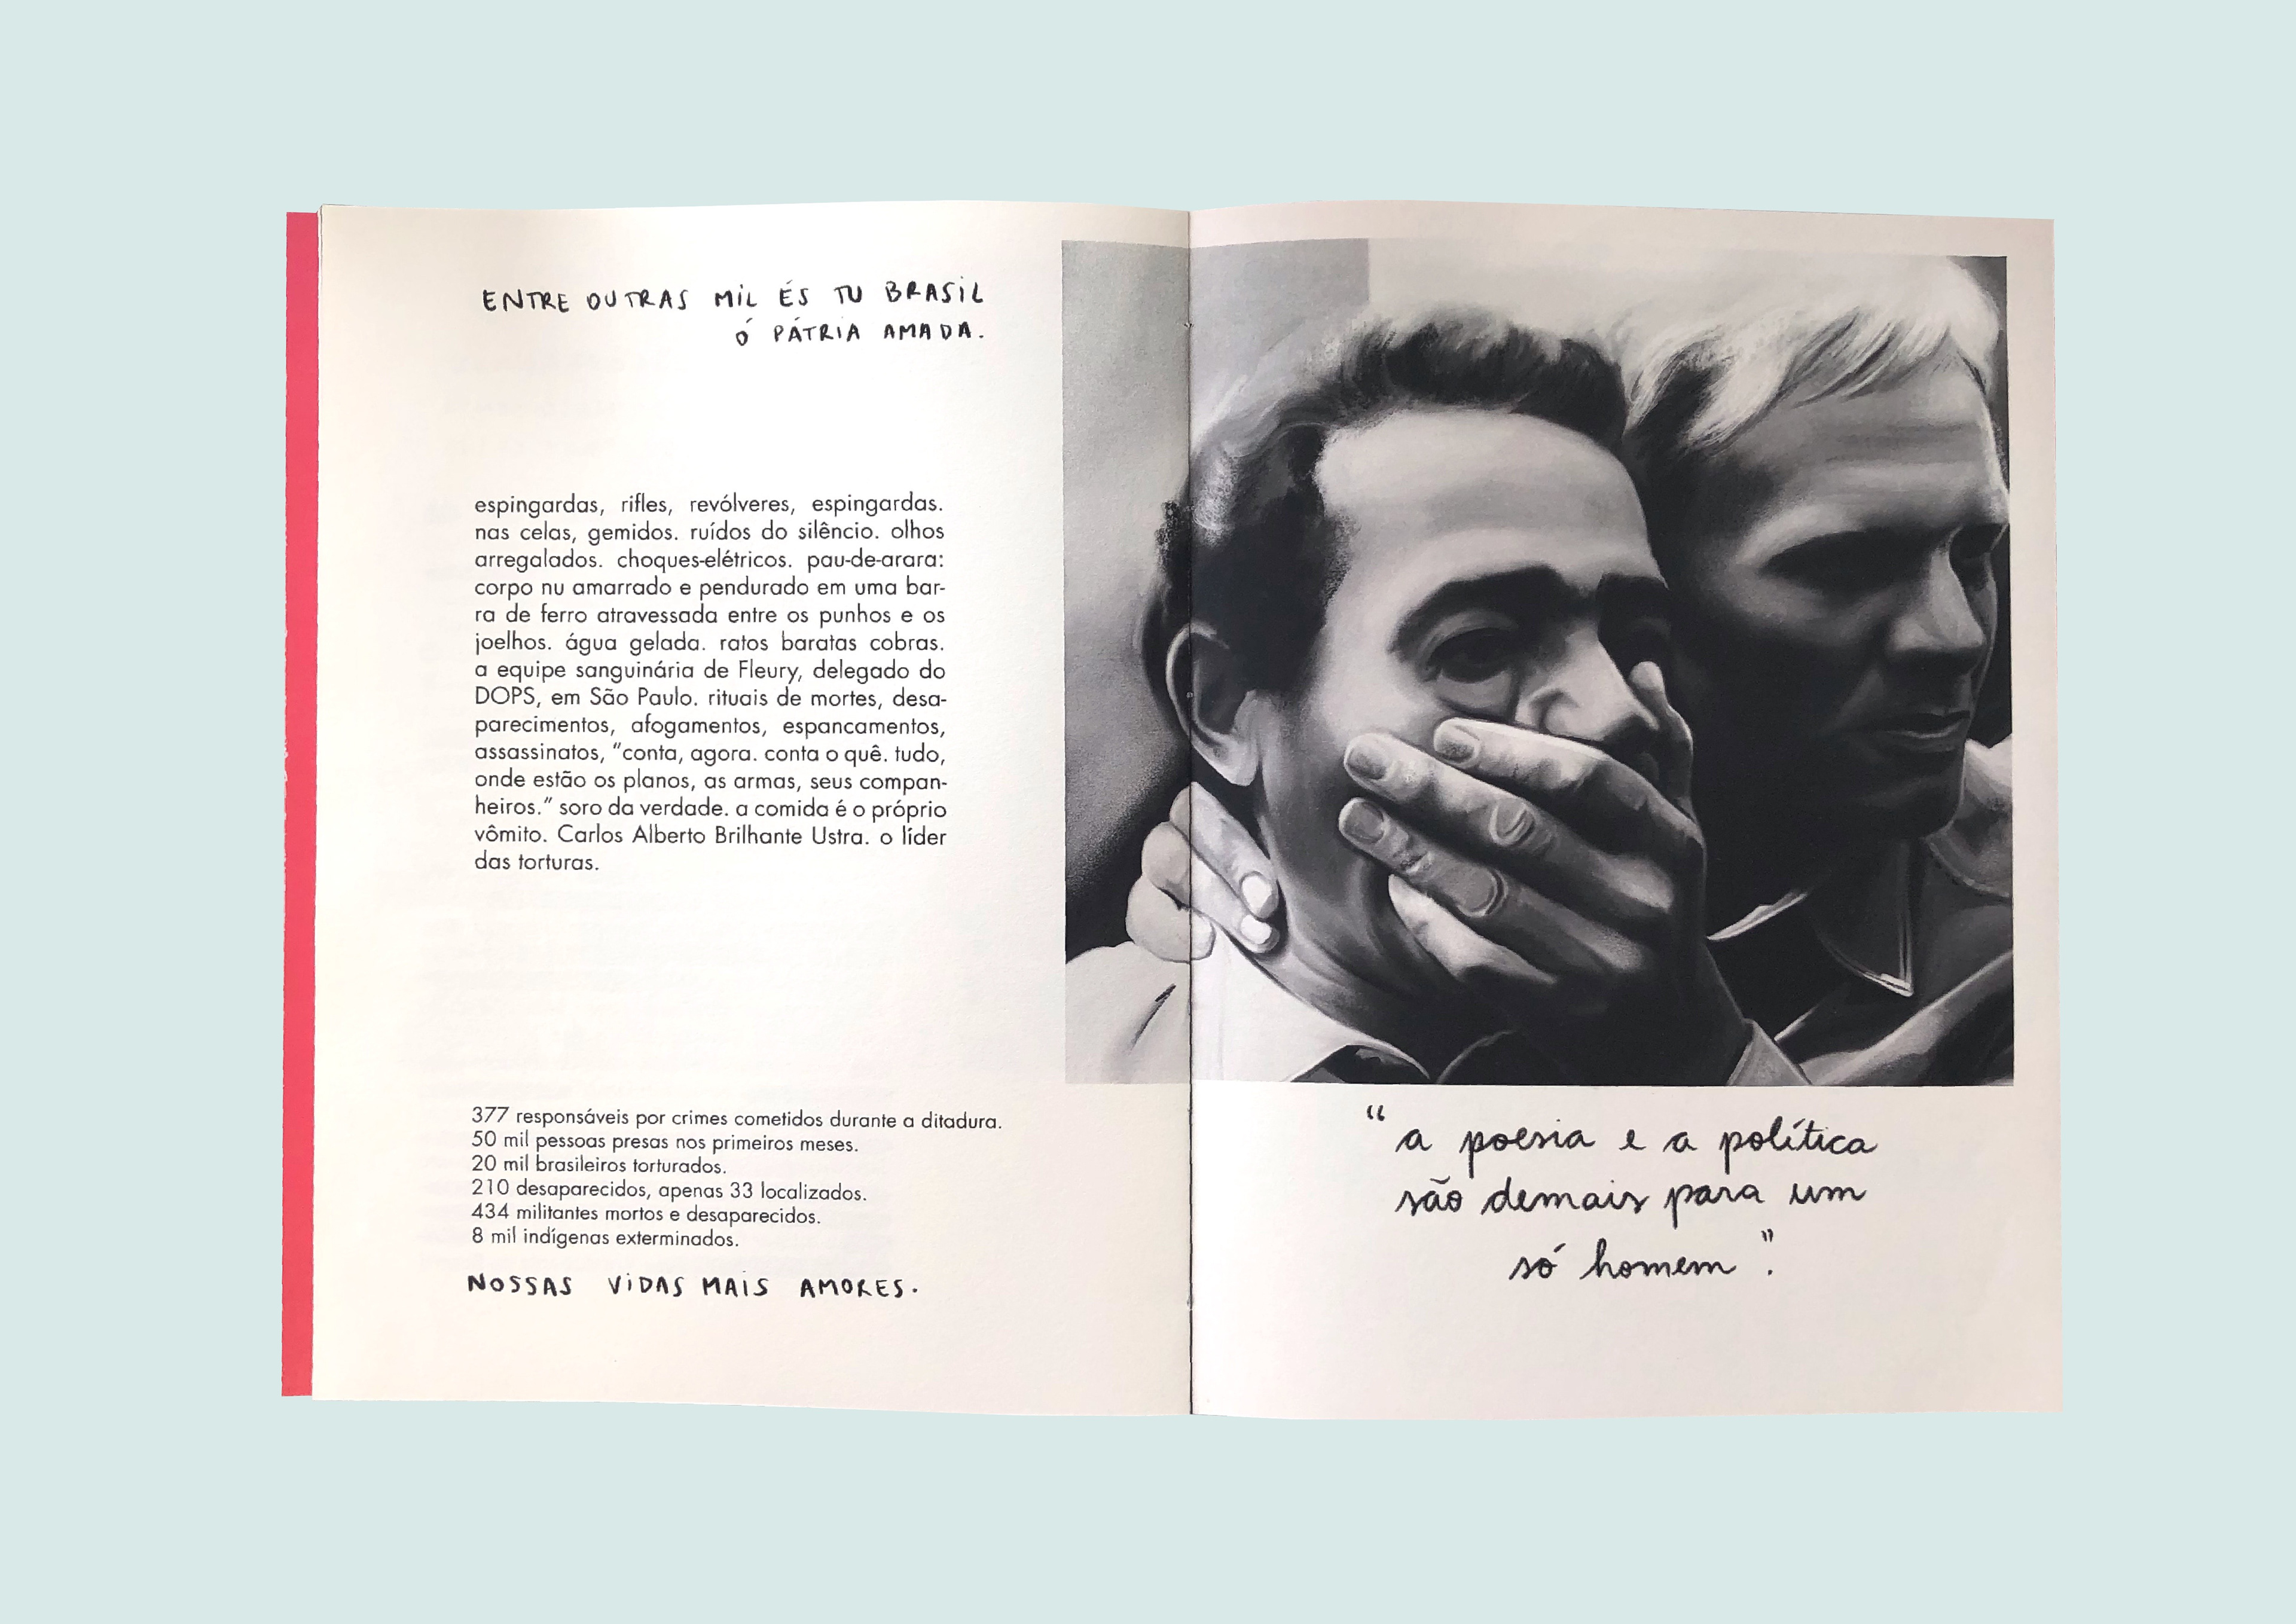 ENTRE OUTRAS MIL ÉS TU BRASIL
Ó PÁTRIA AMADA.
espingardas, rifles, revólveres, espingardas.
nas celas, gemidos. ruídos do silêncio. olhos
arregalados. choques-elétricos. pau-de-arara:
corpo nu amarrado e pendurado em uma bar-
ra de ferro atravessada entre os punhos e os
joelhos. água gelada. ratos baratas cobras.
a equipe sanguinária de Fleury, delegado do
DOPS, em São Paulo. rituais de mortes, desa-
parecimentos, afogamentos, espancamentos,
assassinatos, "conta, agora. conta o quê. tudo,
onde estão os planos, as armas, seus compan-
heiros." soro da verdade. a comida é o próprio
vômito. Carlos Alberto Brilhante Ustra. o líder
das torturas.
377 responsáveis por crimes cometidos durante a ditadura.
50 mil pessoas presas nos primeiros meses.
20 mil brasileiros torturados.
210 desaparecidos, apenas 33 localizados.
434 militantes mortos e desaparecidos.
8 mil indígenas exterminados.
NOSSAS VIDAS MAIS AMORES.
"a poesia e a política
são demais para um
só homem".